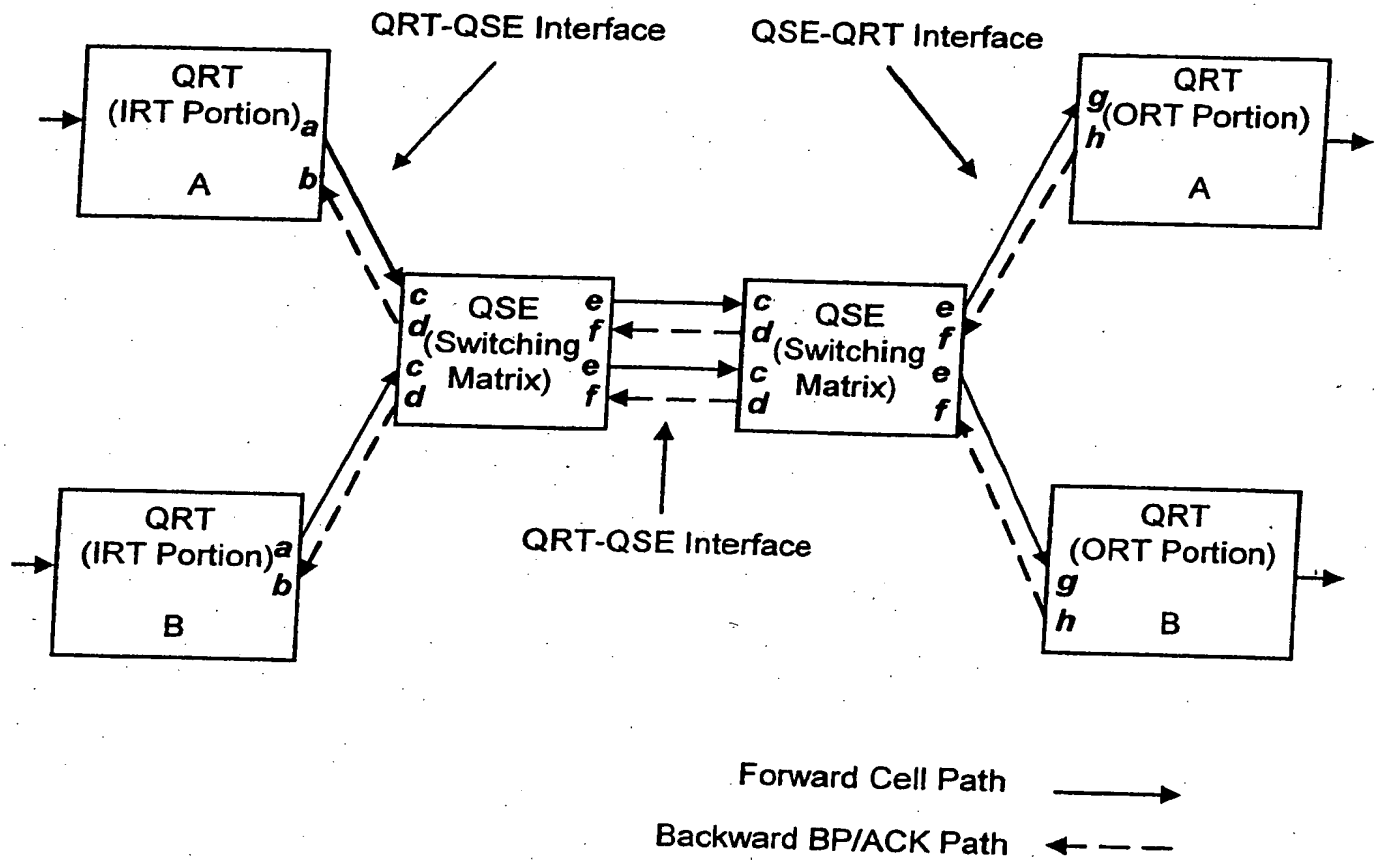 QRT-QSE Interface
QSE-QRT Interface
QRT
(IRT Portion)
a
b
A
QRT
g
(ORT Portion)
h
A
c
QSE
e
d
(Switching
f
c
Matrix)
e
d
f
c
QSE
e
d
(Switching
f
c
Matrix)
e
d
f
QRT
(IRT Portion)
a
b
B
QRT-QSE Interface
QRT
(ORT Portion)
g
h
B
Forward Cell Path
Backward BP/ACK Path